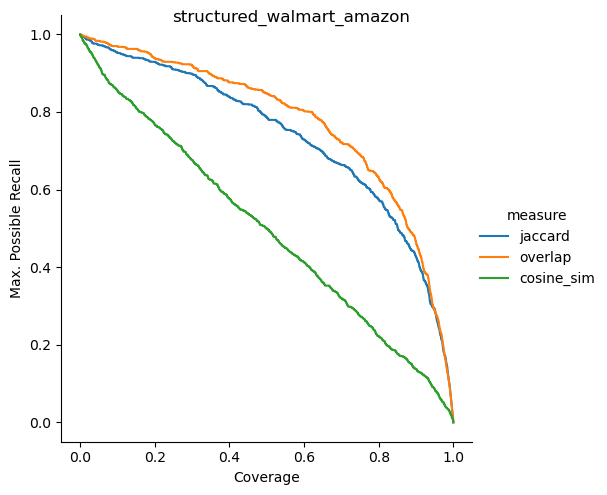 structured_walmart_amazon
Max. Possible Recall
1.0
0.8
0.6
0.4
0.2
0.0
0.0 0.2 0.4 0.6 0.8 1.0
Coverage
measure
jaccard
overlap
cosine_sim